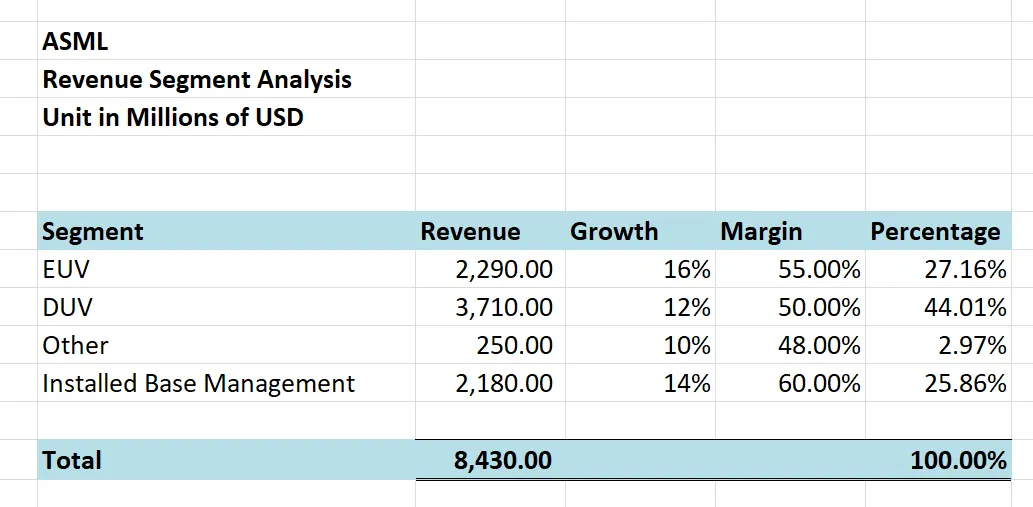 ASML
Revenue Segment Analysis
Unit in Millions of USD
Segment Revenue Growth Margin Percentage
EUV 2,290.00 16% 55.00% 27.16%
DUV 3,710.00 12% 50.00% 44.01%
Other 250.00 10% 48.00% 2.97%
Installed Base Management 2,180.00 14% 60.00% 25.86%
Total 8,430.00 100.00%